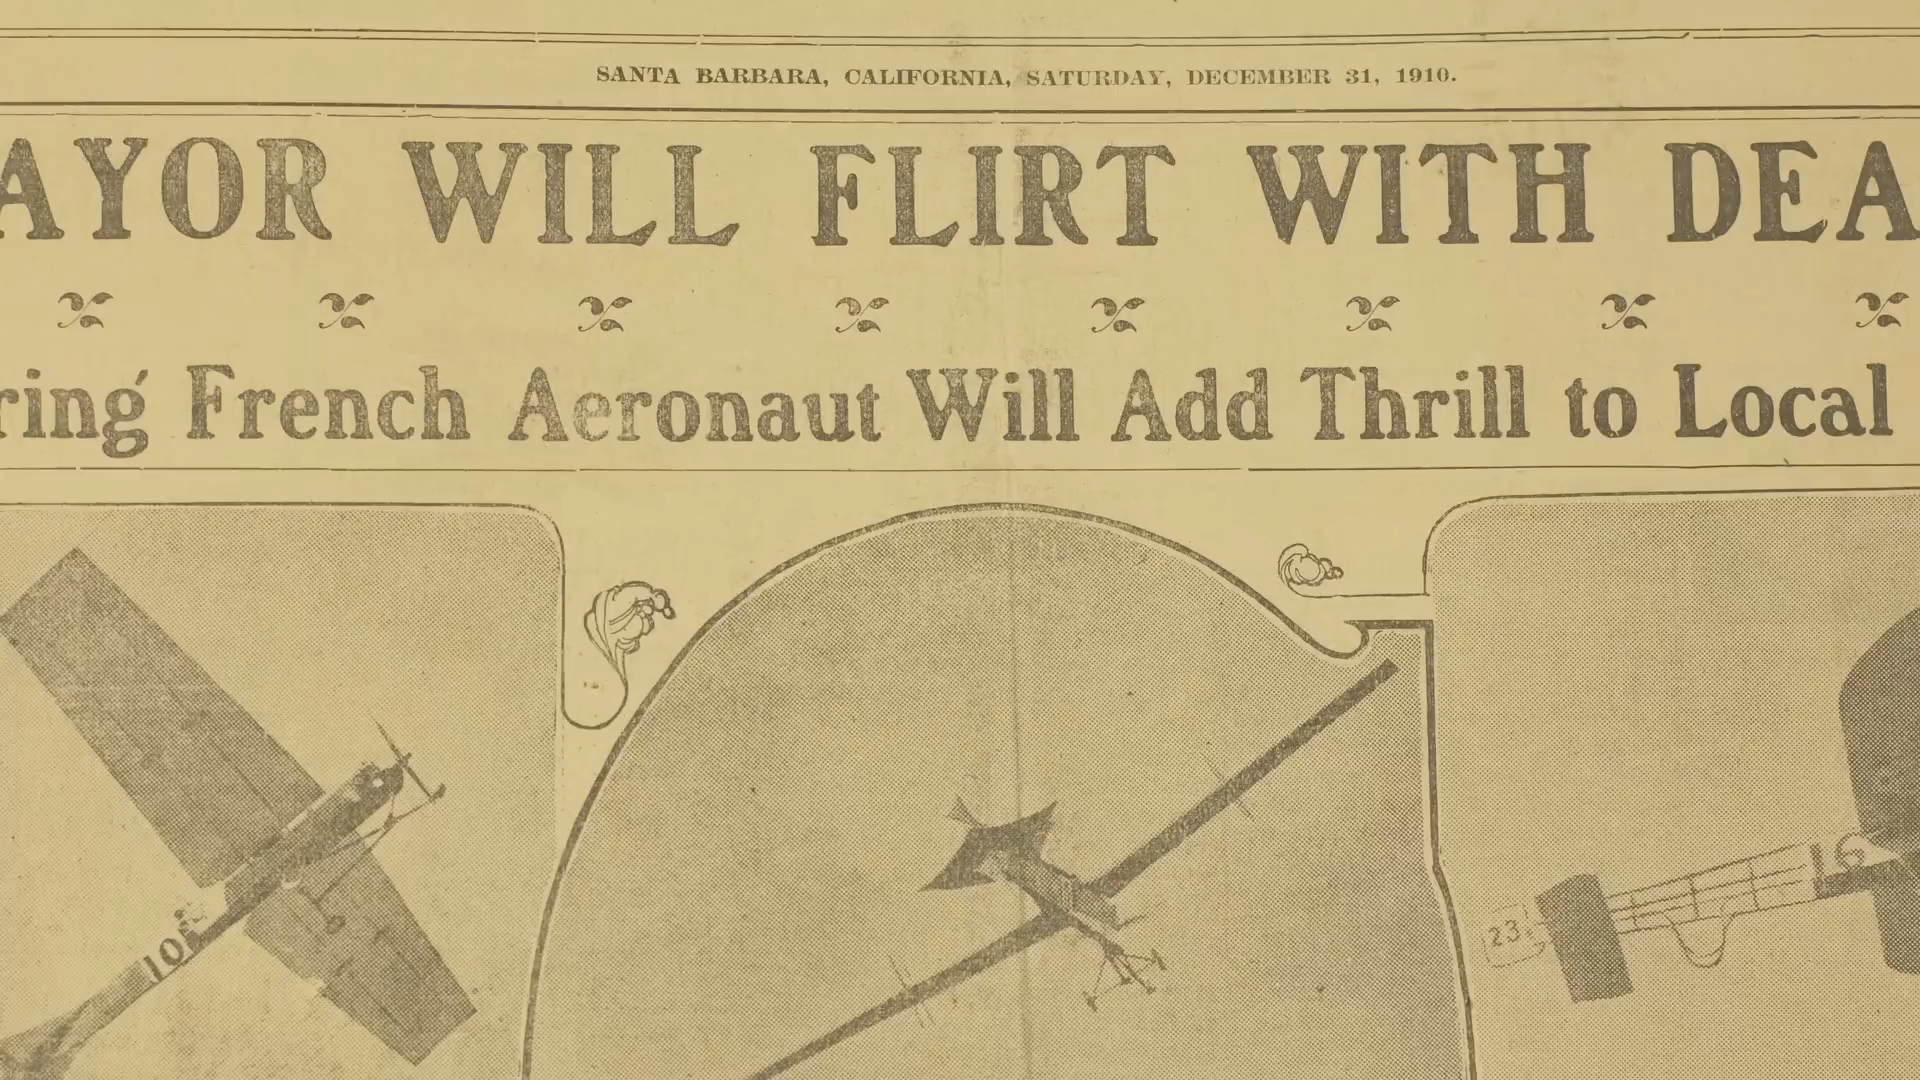 SANTA BARBARA, CALIFORNIA, SATURDAY, DECEMBER 31, 1910.
AYOR WILL FLIRT WITH DEA
ring French Aeronaut Will Add Thrill to Local
10
16
23